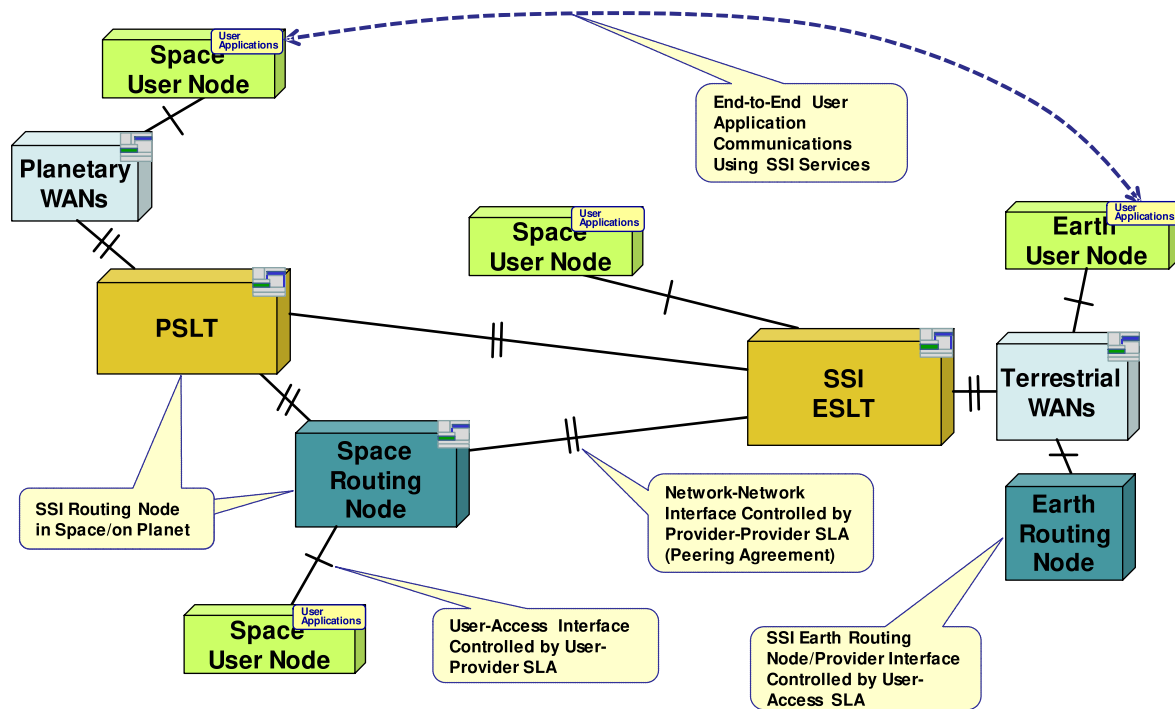 User
Applications
Space
User Node
End-to-End User
Application
Communications
Using SSI Services
Planetary
WANs
User
Applications
Space
User Node
User
Applications
Earth
User Node
PSLT
SSI
ESLT
Terrestrial
WANs
Space
Routing
Node
SSI Routing Node
in Space/on Planet
Network-Network
Interface Controlled by
Provider-Provider SLA
(Peering Agreement)
Earth
Routing
Node
User
Applications
Space
User Node
User-Access Interface
Controlled by User-
Provider SLA
SSI Earth Routing
Node/Provider Interface
Controlled by User-
Access SLA